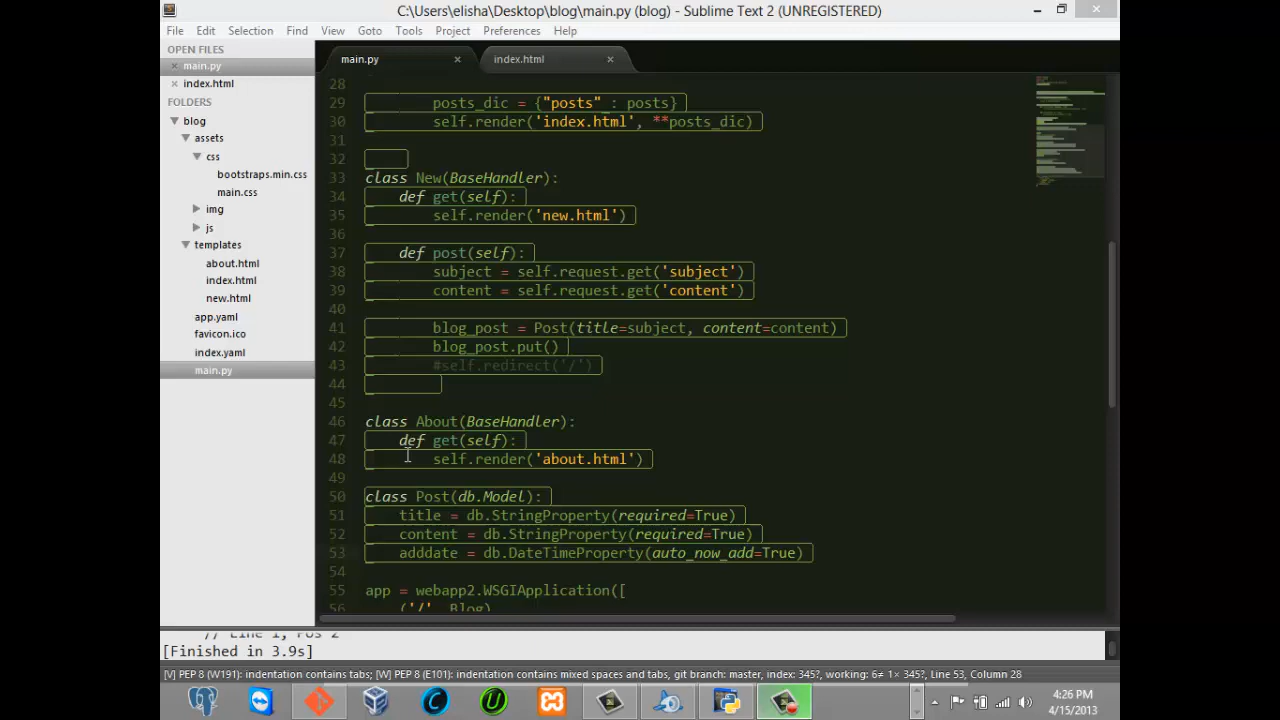 C:\Users\elisha\Desktop\blog\main.py (blog) - Sublime Text 2 (UNREGISTERED)
File Edit Selection Find View Goto Tools Project Preferences Help
OPEN FILES
main.py
index.html
FOLDERS
blog
assets
css
bootstraps.min.css
main.css
img
js
templates
about.html
index.html
new.html
app.yaml
favicon.ico
index.yaml
main.py
main.py index.html
28
29 posts_dic = {"posts" : posts}
30 self.render('index.html', **posts_dic)
31
32
33 class New(BaseHandler):
34 def get(self):
35 self.render('new.html')
36
37 def post(self):
38 subject = self.request.get('subject')
39 content = self.request.get('content')
40
41 blog_post = Post(title=subject, content=content)
42 blog_post.put()
43 #self.redirect('/')
44
45
46 class About(BaseHandler):
47 def get(self):
48 self.render('about.html')
49
50 class Post(db.Model):
51 title = db.StringProperty(required=True)
52 content = db.StringProperty(required=True)
53 adddate = db.DateTimeProperty(auto_now_add=True)
54
55 app = webapp2.WSGIApplication([
56 ('/', Blog)
// Line 1, Pos 2
[Finished in 3.9s]
[V] PEP 8 (W191): indentation contains tabs; [V] PEP 8 (E101): indentation contains mixed spaces and tabs, git branch: master, index: 345?, working: 6≠ 1× 345?, Line 53, Column 28
4:26 PM
4/15/2013